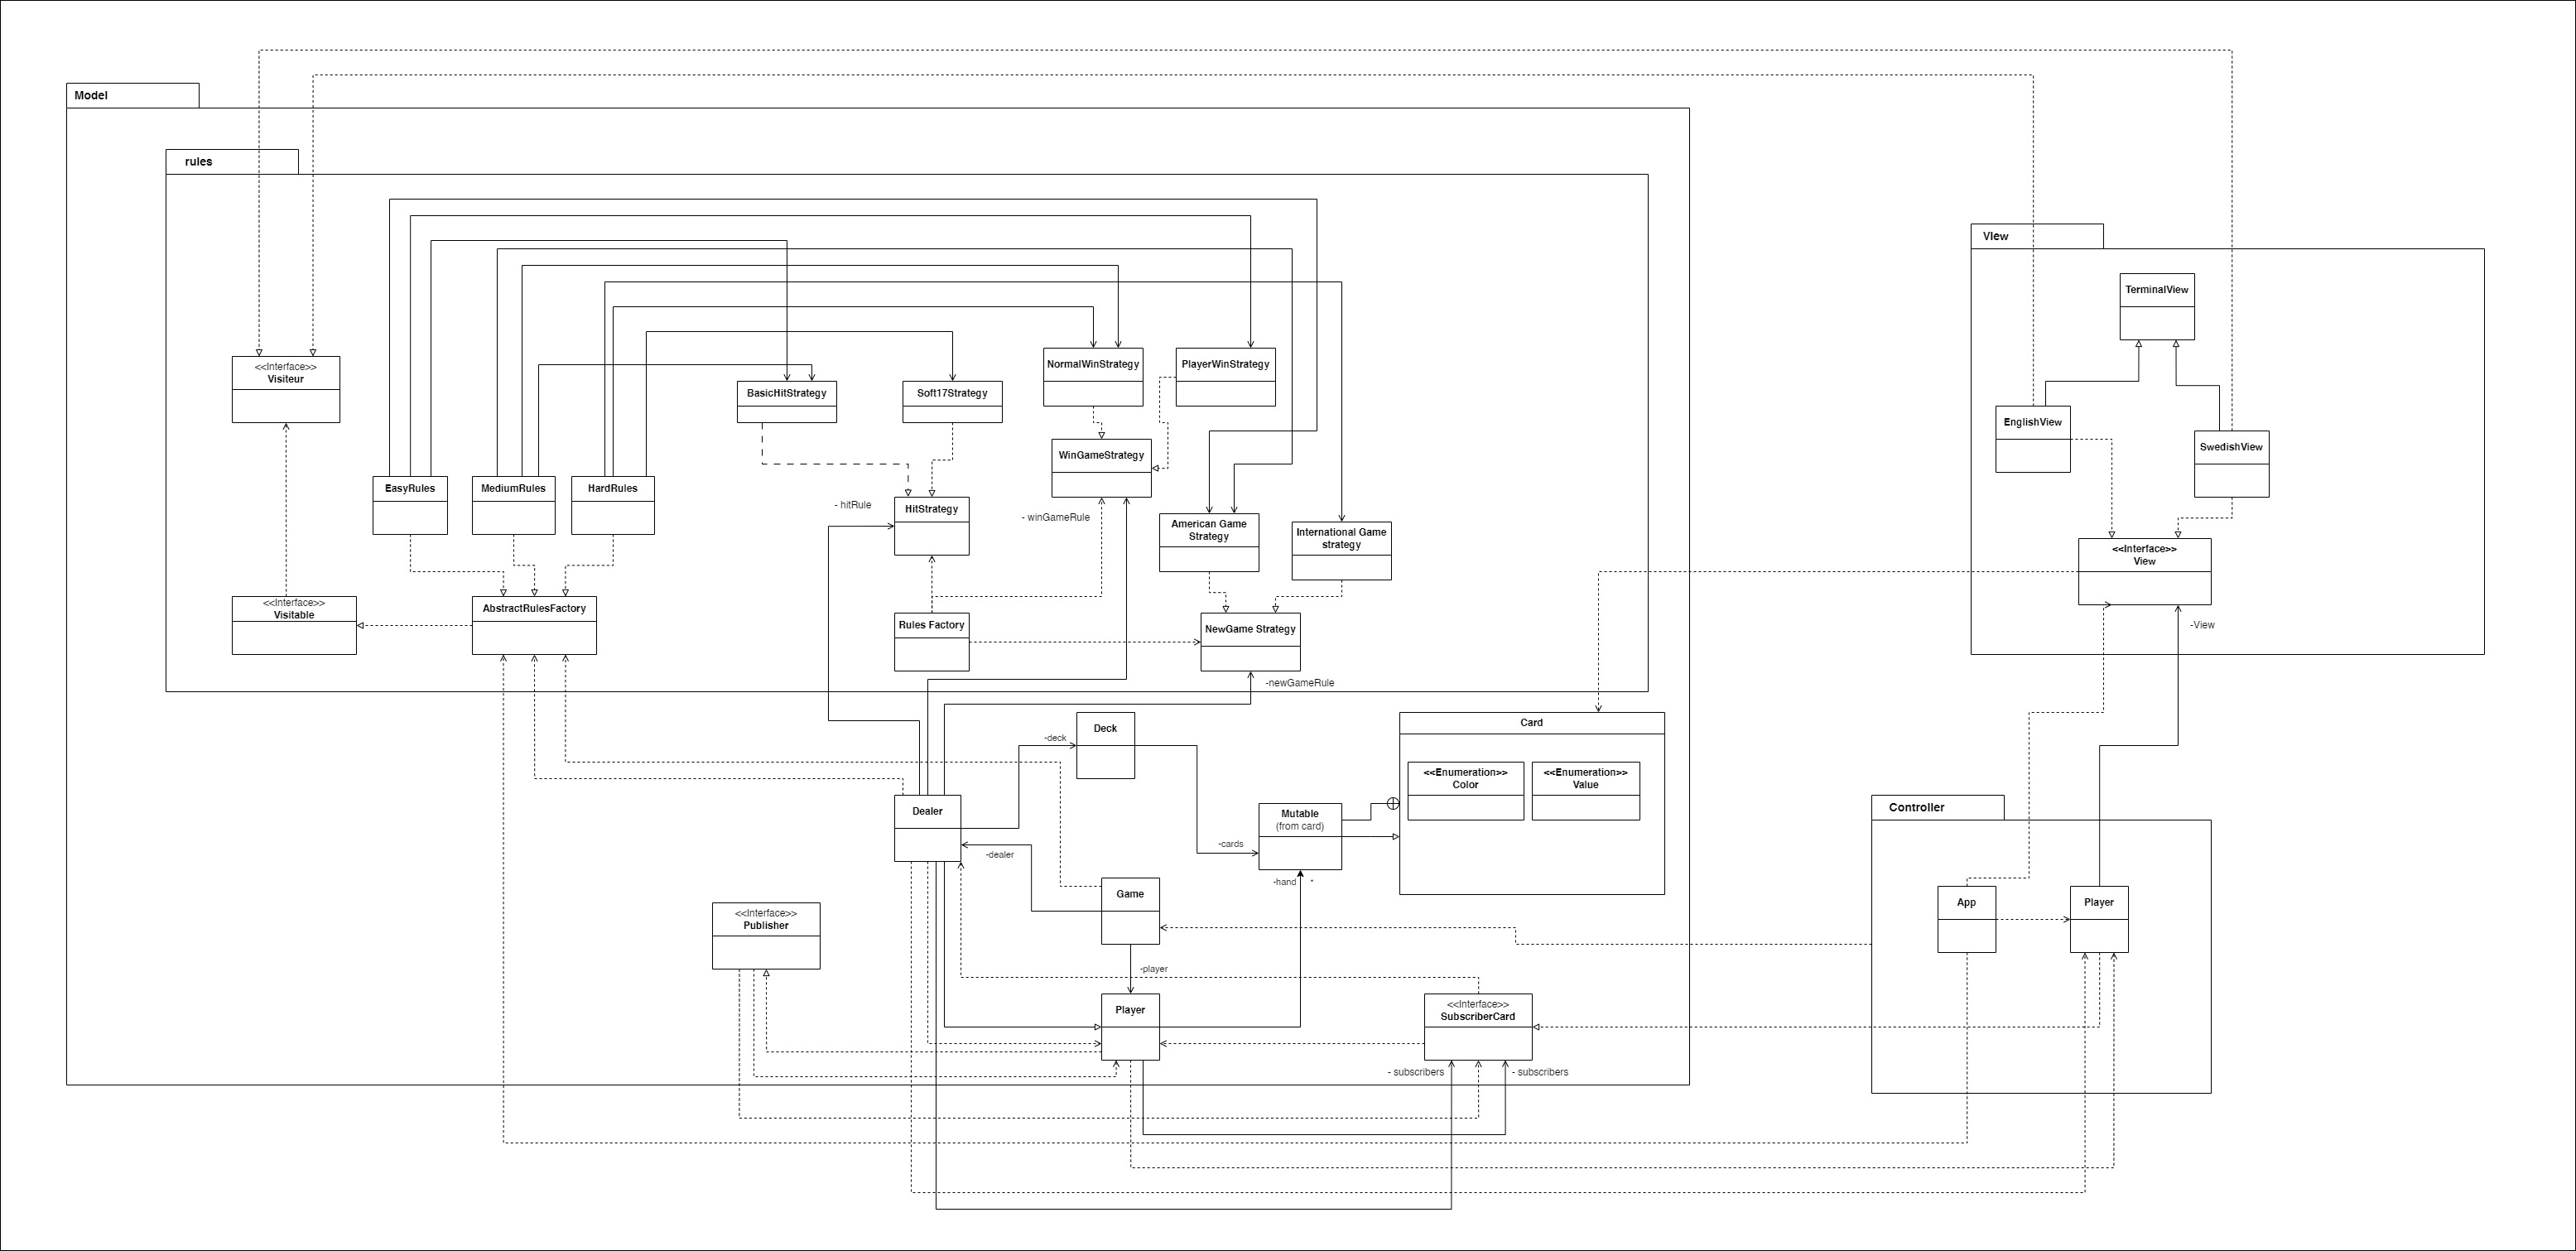 Model
rules
VIew
TerminalView
<<Interface>>
Visiteur
NormalWinStrategy
PlayerWinStrategy
BasicHitStrategy
Soft17Strategy
EnglishView
SwedishView
WinGameStrategy
EasyRules
MediumRules
HardRules
- hitRule
HitStrategy
- winGameRule
American Game
Strategy
International Game
strategy
<<Interface>>
View
<<Interface>>
Visitable
AbstractRulesFactory
Rules Factory
NewGame Strategy
-View
-newGameRule
Deck
-deck
Card
<<Enumeration>>
Color
<<Enumeration>>
Value
Dealer
Mutable
(from card)
Controller
-cards
-dealer
-hand
*
Game
App
Player
<<Interface>>
Publisher
-player
Player
<<Interface>>
SubscriberCard
- subscribers
- subscribers